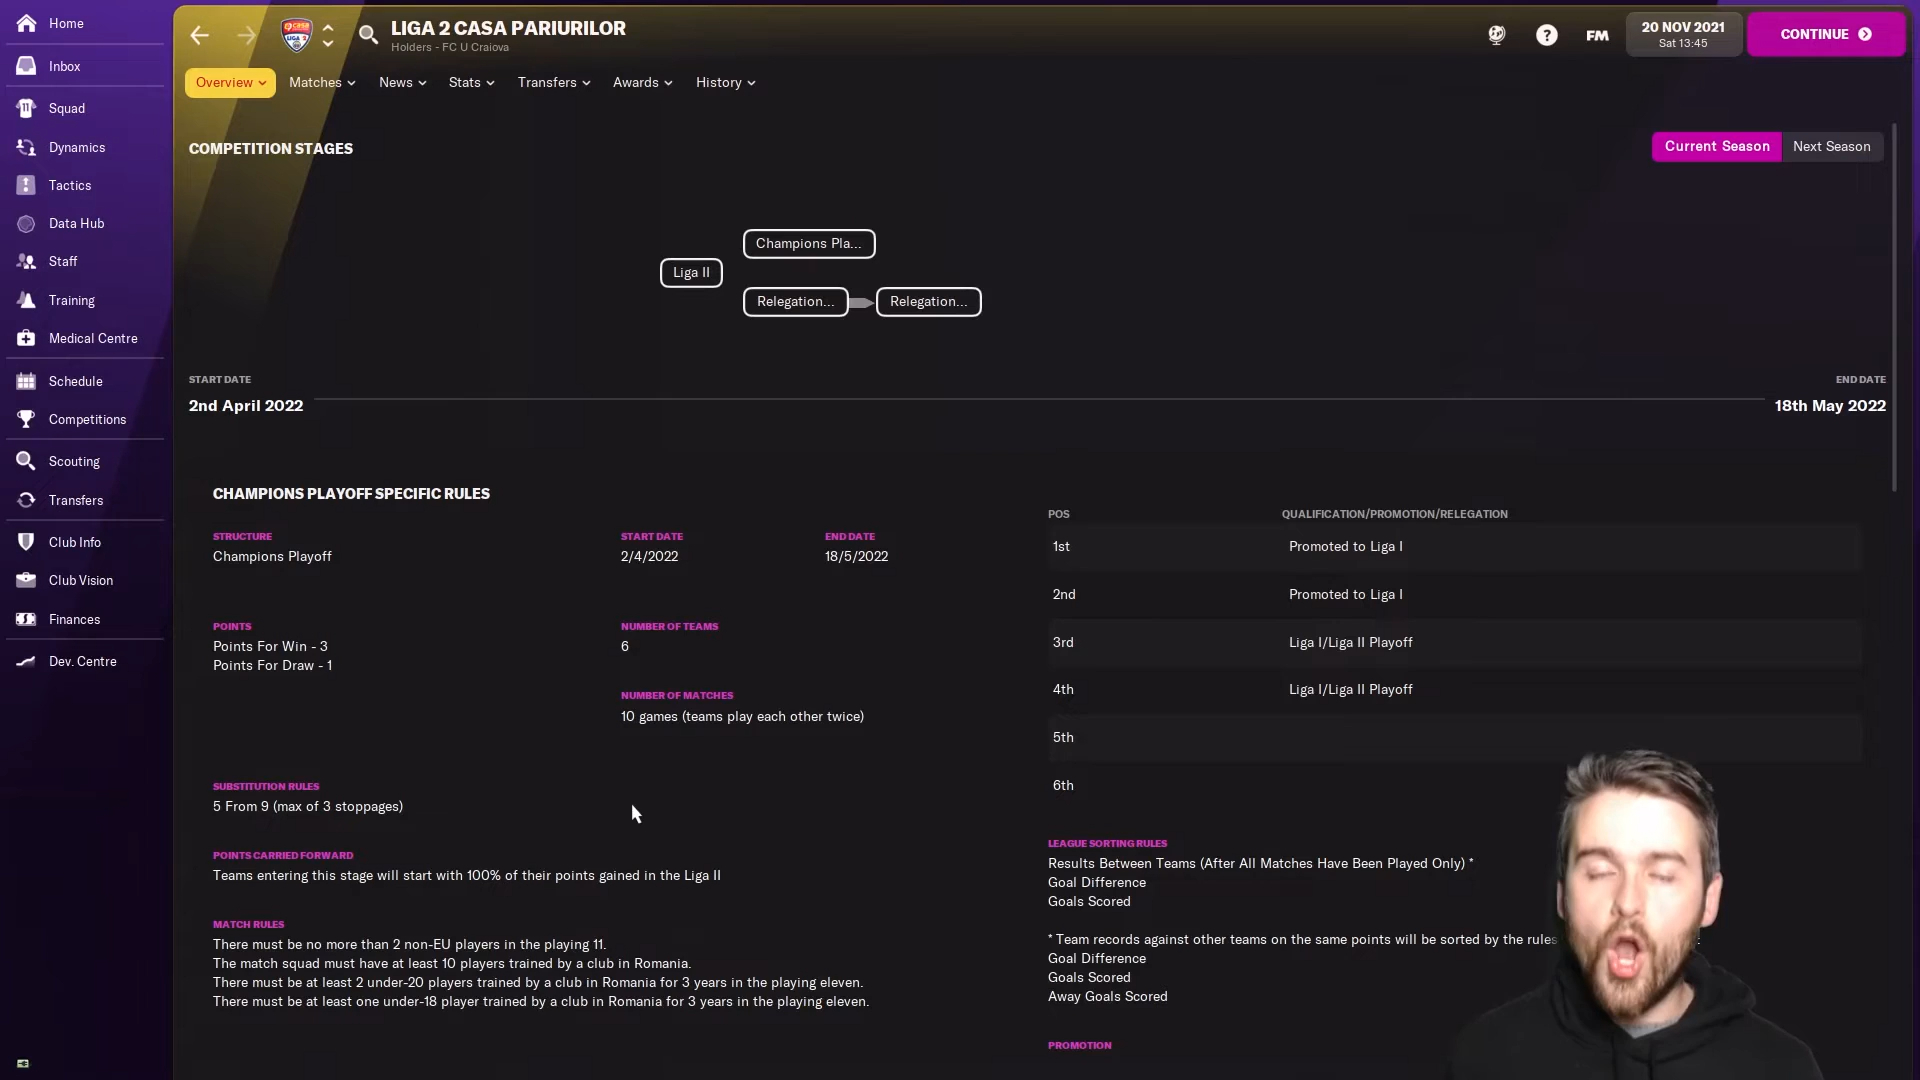 Home
Inbox
Squad
Dynamics
Tactics
Data Hub
Staff
Training
Medical Centre
Schedule
Competitions
Scouting
Transfers
Club Info
Club Vision
Finances
Dev. Centre
LIGA 2 CASA PARIURILOR
Holders - FC U Craiova
FM
20 NOV 2021
Sat 13:45
CONTINUE
Overview Matches News Stats Transfers Awards History
COMPETITION STAGES
Current Season Next Season
Champions Pla...
Liga II
Relegation... Relegation...
START DATE END DATE
2nd April 2022 18th May 2022
CHAMPIONS PLAYOFF SPECIFIC RULES
STRUCTURE START DATE END DATE
Champions Playoff 2/4/2022 18/5/2022
POINTS NUMBER OF TEAMS
Points For Win - 3 6
Points For Draw - 1
NUMBER OF MATCHES
10 games (teams play each other twice)
SUBSTITUTION RULES
5 From 9 (max of 3 stoppages)
POINTS CARRIED FORWARD
Teams entering this stage will start with 100% of their points gained in the Liga II
MATCH RULES
There must be no more than 2 non-EU players in the playing 11.
The match squad must have at least 10 players trained by a club in Romania.
There must be at least 2 under-20 players trained by a club in Romania for 3 years in the playing eleven.
There must be at least one under-18 player trained by a club in Romania for 3 years in the playing eleven.
POS QUALIFICATION/PROMOTION/RELEGATION
1st Promoted to Liga I
2nd Promoted to Liga I
3rd Liga I/Liga II Playoff
4th Liga I/Liga II Playoff
5th
6th
LEAGUE SORTING RULES
Results Between Teams (After All Matches Have Been Played Only) *
Goal Difference
Goals Scored
* Team records against other teams on the same points will be sorted by the rules
Goal Difference
Goals Scored
Away Goals Scored
PROMOTION